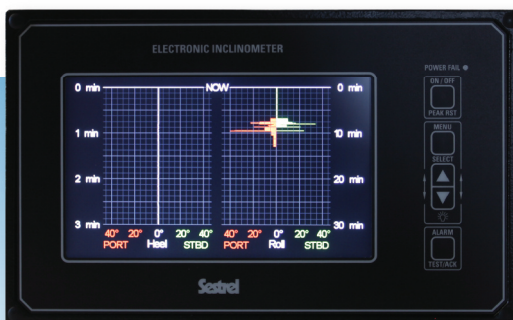 ELECTRONIC INCLINOMETER
POWER FAIL
ON / OFF
PEAK RST
MENU
SELECT
ALARM
TEST/ACK
0 min NOW 0 min
1 min 10 min
2 min 20 min
3 min 30 min
40° 20° 0° 20° 40° 40° 20° 0° 20° 40°
PORT Heel STBD PORT Roll STBD
Sestrel